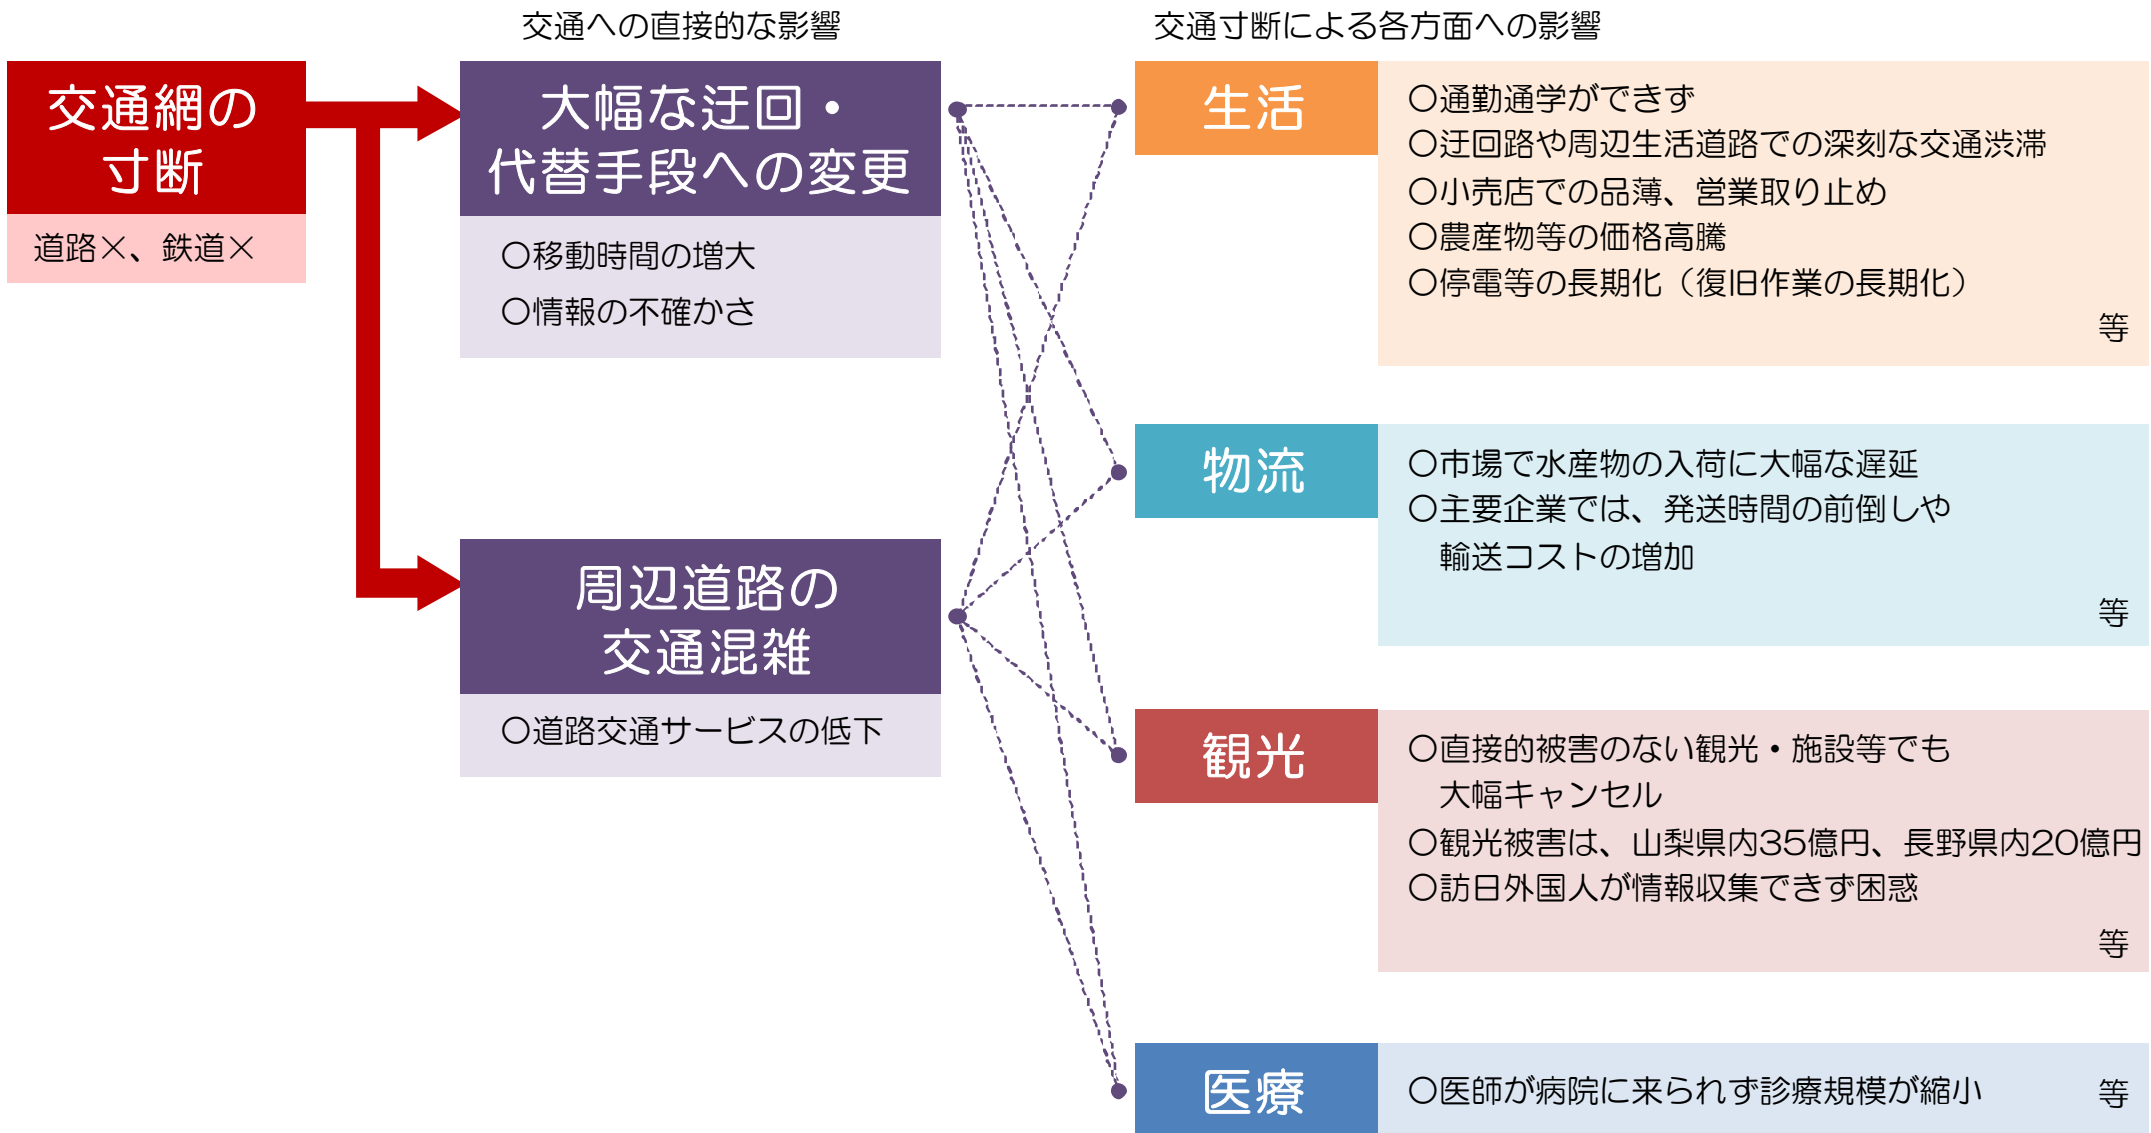 交通への直接的な影響
交通寸断による各方面への影響
交通網の
寸断
道路×、鉄道×
大幅な迂回・
代替手段への変更
〇移動時間の増大
〇情報の不確かさ
周辺道路の
交通混雑
〇道路交通サービスの低下
生活
〇通勤通学ができず
〇迂回路や周辺生活道路での深刻な交通渋滞
〇小売店での品薄、営業取り止め
〇農産物等の価格高騰
〇停電等の長期化（復旧作業の長期化）
等
物流
〇市場で水産物の入荷に大幅な遅延
〇主要企業では、発送時間の前倒しや
輸送コストの増加
等
観光
〇直接的被害のない観光・施設等でも
大幅キャンセル
〇観光被害は、山梨県内35億円、長野県内20億円
〇訪日外国人が情報収集できず困惑
等
医療
〇医師が病院に来られず診療規模が縮小
等